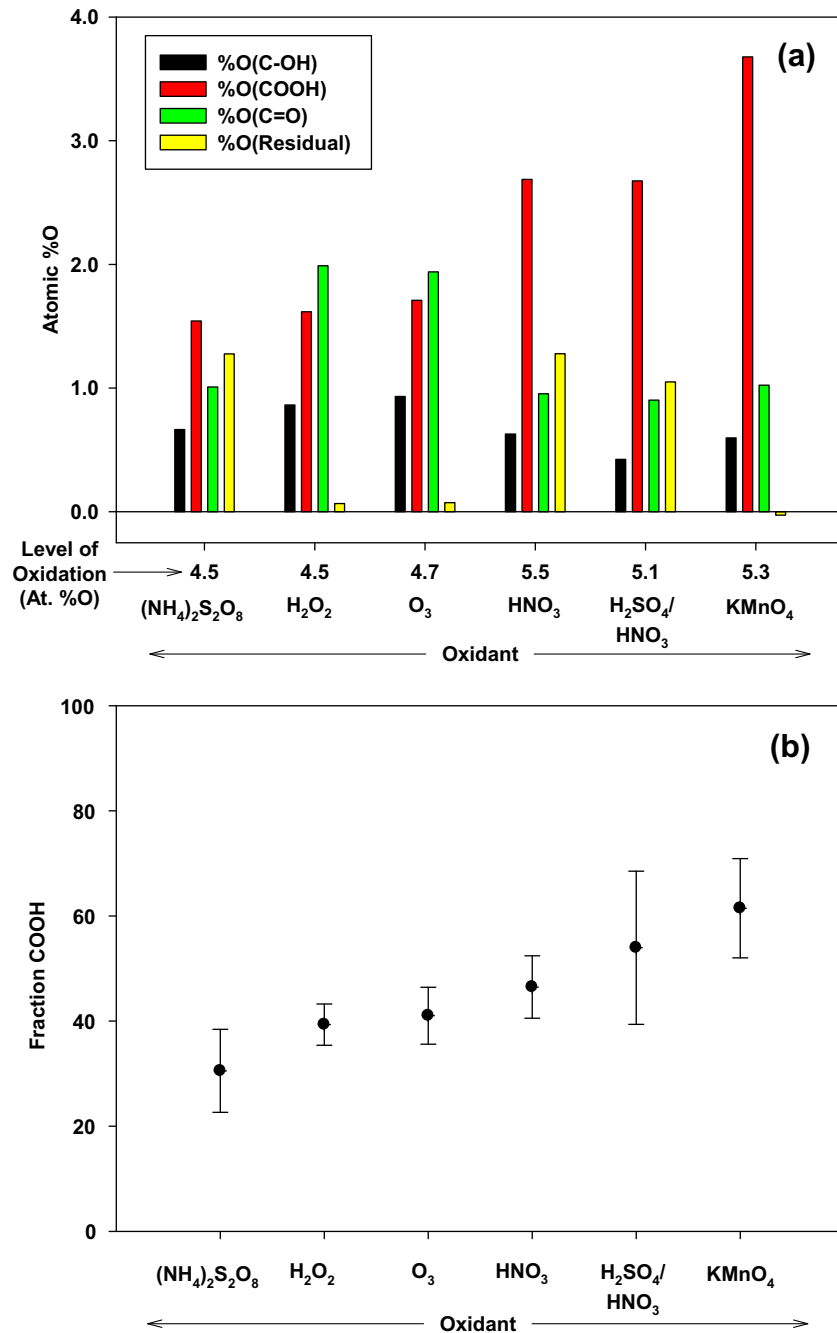 4.0
(a)
%O(C-OH)
%O(COOH)
%O(C=O)
%O(Residual)
3.0
2.0
1.0
0.0
Atomic %O
Level of
Oxidation
(At. %O)
4.5 4.5 4.7 5.5 5.1 5.3
(NH₄)₂S₂O₈ H₂O₂ O₃ HNO₃ H₂SO₄/ KMnO₄
HNO₃
Oxidant
100
(b)
80
60
40
20
0
Fraction COOH
(NH₄)₂S₂O₈ H₂O₂ O₃ HNO₃ H₂SO₄/ KMnO₄
HNO₃
Oxidant